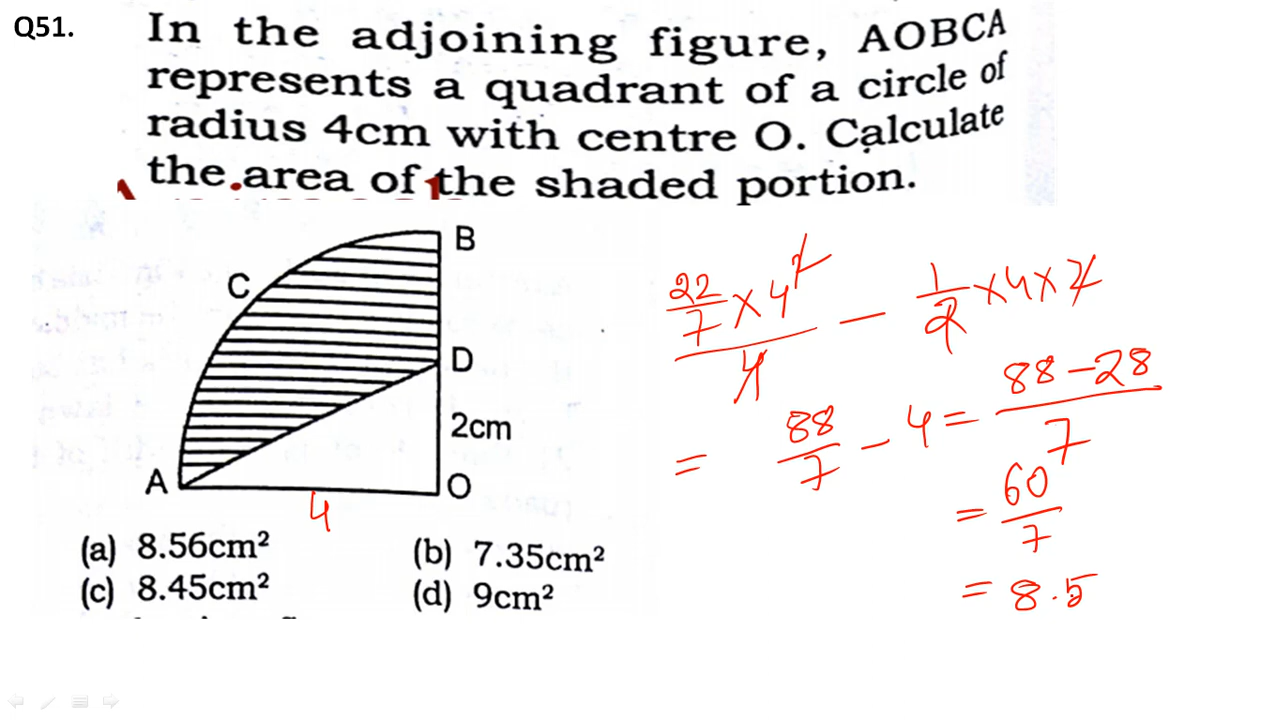 Q51.
In the adjoining figure, AOBCA
represents a quadrant of a circle of
radius 4cm with centre O. Calculate
the area of the shaded portion.
B
C
D
2cm
A
O
4
(a) 8.56cm²
(b) 7.35cm²
(c) 8.45cm²
(d) 9cm²
22/7 × 4² / 4 − 1/2 × 4 × 2
= 88/7 − 4 = 88 − 28 / 7
= 60/7
= 8.5